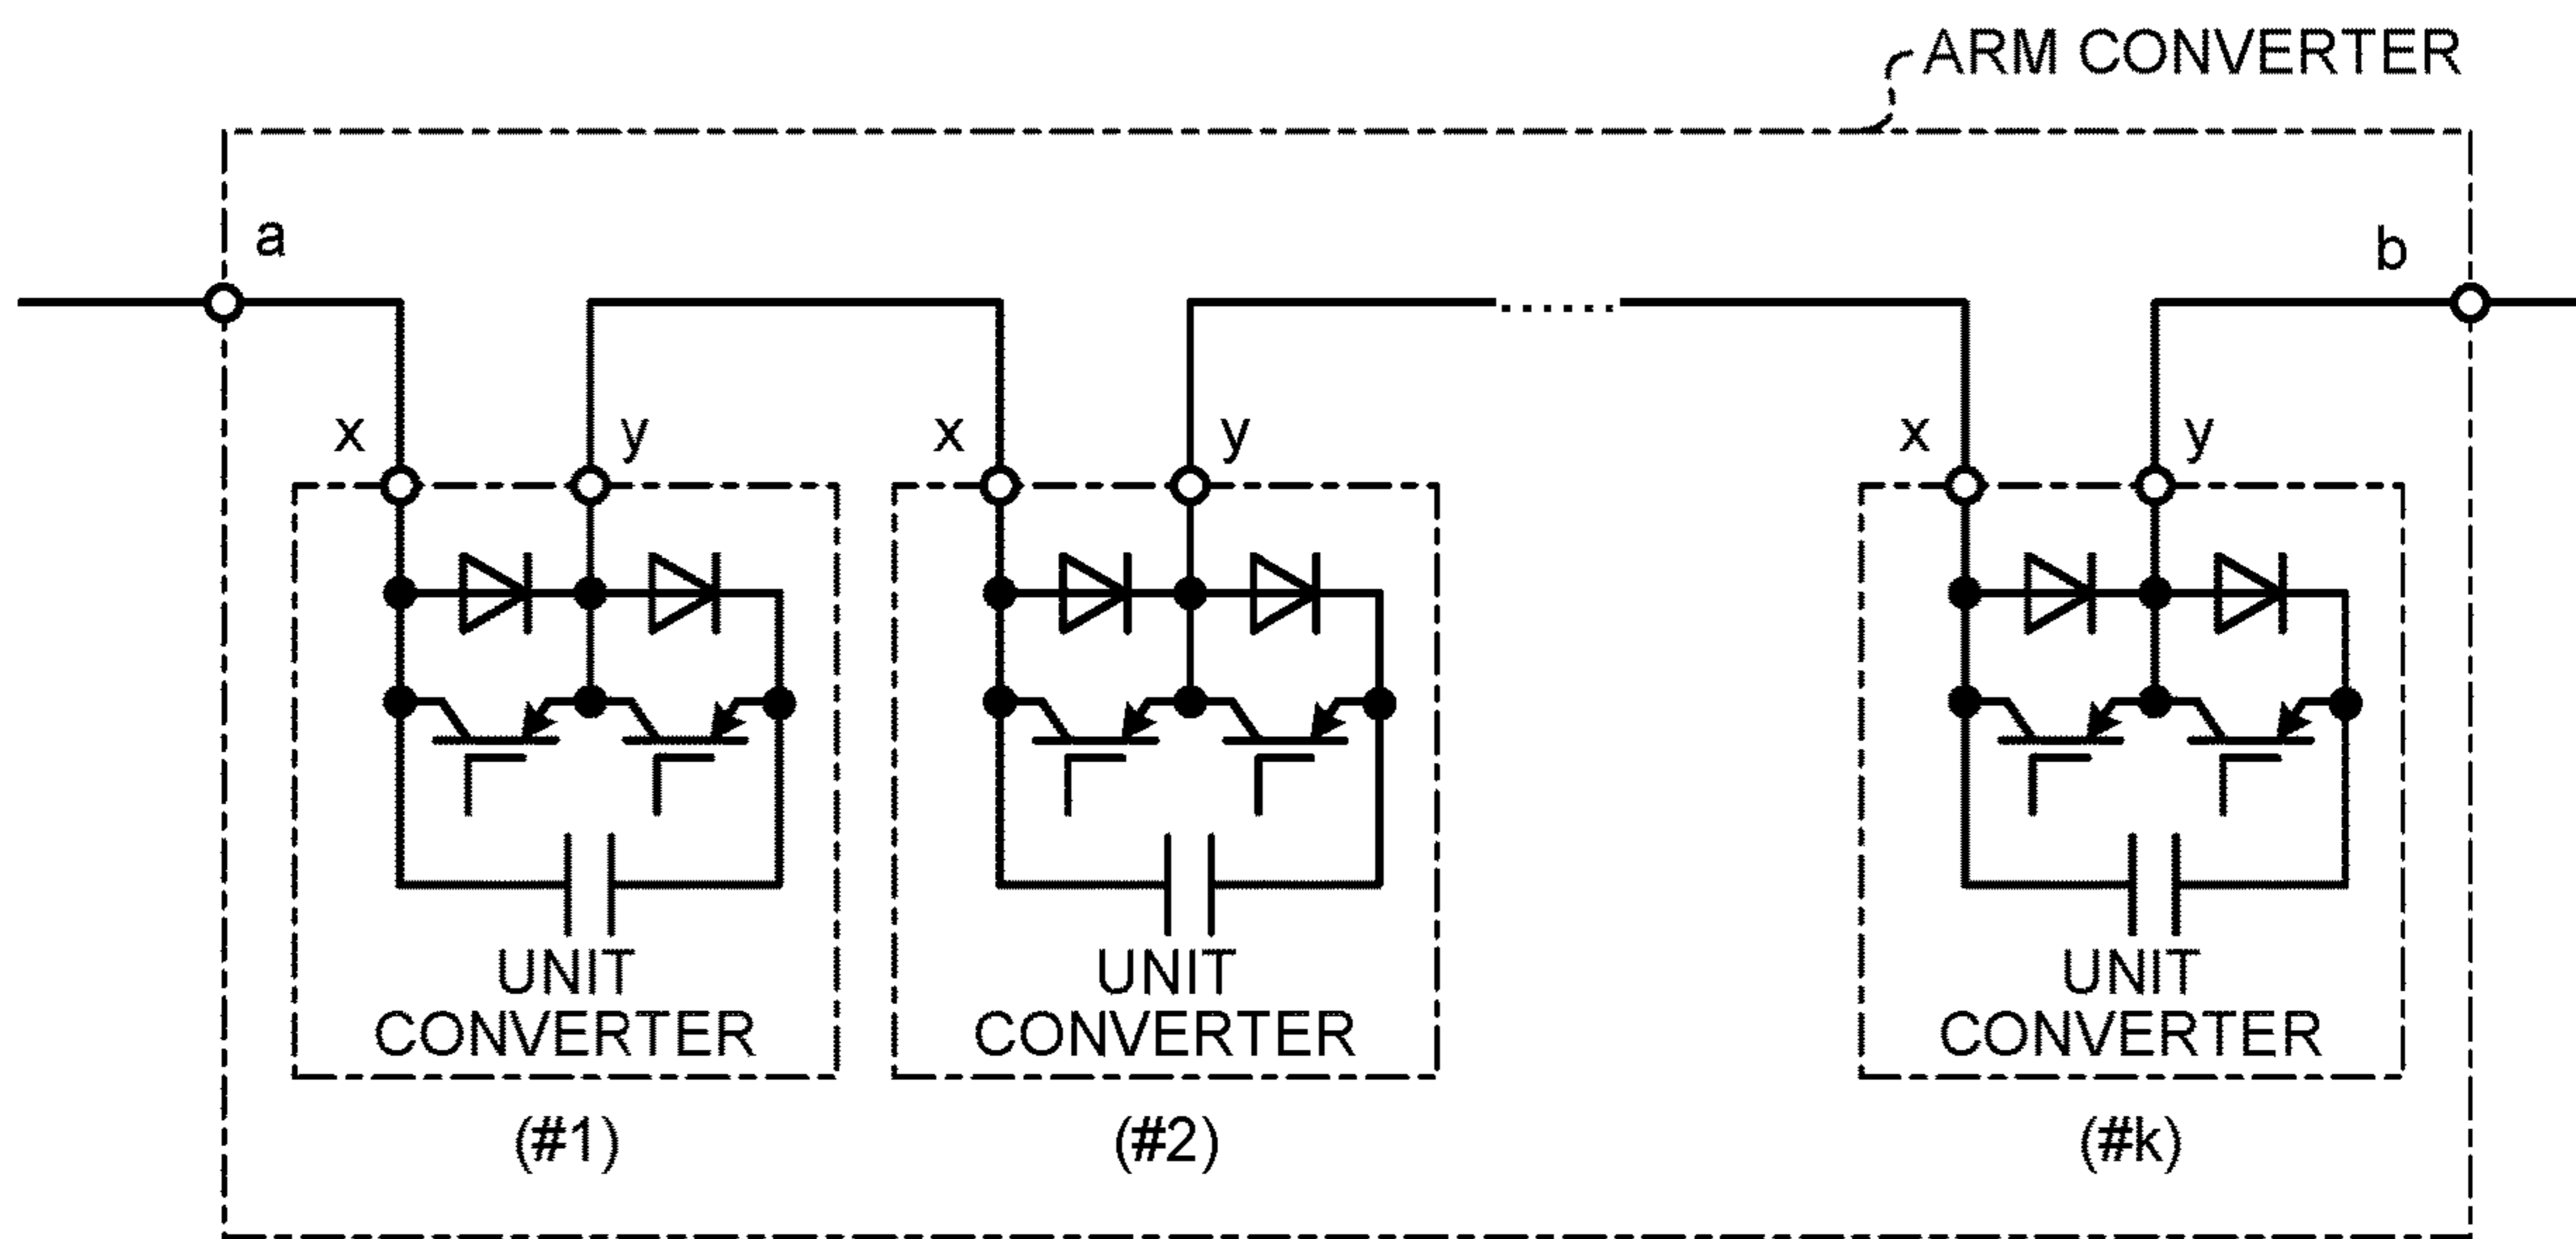 ARM CONVERTER
a
b
x
y
x
y
x
y
UNIT
CONVERTER
(#1)
UNIT
CONVERTER
(#2)
UNIT
CONVERTER
(#k)